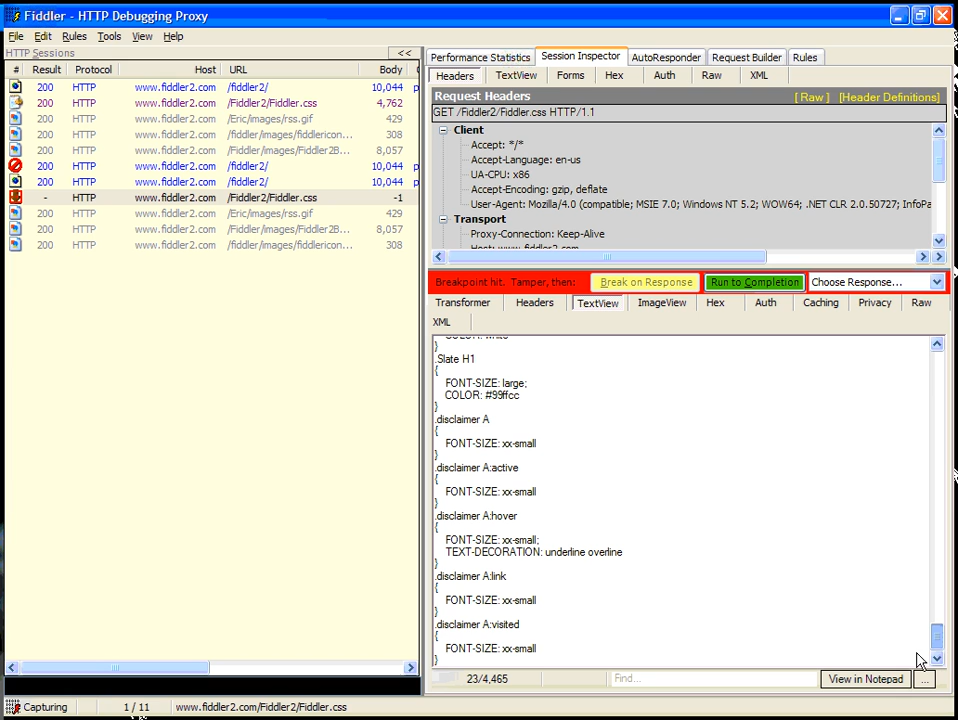 Fiddler - HTTP Debugging Proxy
File Edit Rules Tools View Help
HTTP Sessions <<
# Result Protocol Host URL Body
200 HTTP www.fiddler2.com /fiddler2/ 10,044 p
200 HTTP www.fiddler2.com /Fiddler2/Fiddler.css 4,762
200 HTTP www.fiddler2.com /Eric/images/rss.gif 429
200 HTTP www.fiddler2.com /fiddler/images/fiddlericon... 308
200 HTTP www.fiddler2.com /Fiddler/images/Fiddler2B... 8,057
200 HTTP www.fiddler2.com /fiddler2/ 10,044 p
200 HTTP www.fiddler2.com /fiddler2/ 10,044 p
- HTTP www.fiddler2.com /Fiddler2/Fiddler.css -1
200 HTTP www.fiddler2.com /Eric/images/rss.gif 429
200 HTTP www.fiddler2.com /Fiddler/images/Fiddler2B... 8,057
200 HTTP www.fiddler2.com /fiddler/images/fiddlericon... 308
Performance Statistics Session Inspector AutoResponder Request Builder Rules
Headers TextView Forms Hex Auth Raw XML
Request Headers [ Raw ] [Header Definitions]
GET /Fiddler2/Fiddler.css HTTP/1.1
Client
Accept: */*
Accept-Language: en-us
UA-CPU: x86
Accept-Encoding: gzip, deflate
User-Agent: Mozilla/4.0 (compatible; MSIE 7.0; Windows NT 5.2; WOW64; .NET CLR 2.0.50727; InfoPa
Transport
Proxy-Connection: Keep-Alive
Host: www.fiddler2.com
Breakpoint hit. Tamper, then: Break on Response Run to Completion Choose Response...
Transformer Headers TextView ImageView Hex Auth Caching Privacy Raw
XML
COLOR: white
}
.Slate H1
{
FONT-SIZE: large;
COLOR: #99ffcc
}
.disclaimer A
{
FONT-SIZE: xx-small
}
.disclaimer A:active
{
FONT-SIZE: xx-small
}
.disclaimer A:hover
{
FONT-SIZE: xx-small;
TEXT-DECORATION: underline overline
}
.disclaimer A:link
{
FONT-SIZE: xx-small
}
.disclaimer A:visited
{
FONT-SIZE: xx-small
}
23/4,465 Find... View in Notepad ...
Capturing 1 / 11 www.fiddler2.com/Fiddler2/Fiddler.css